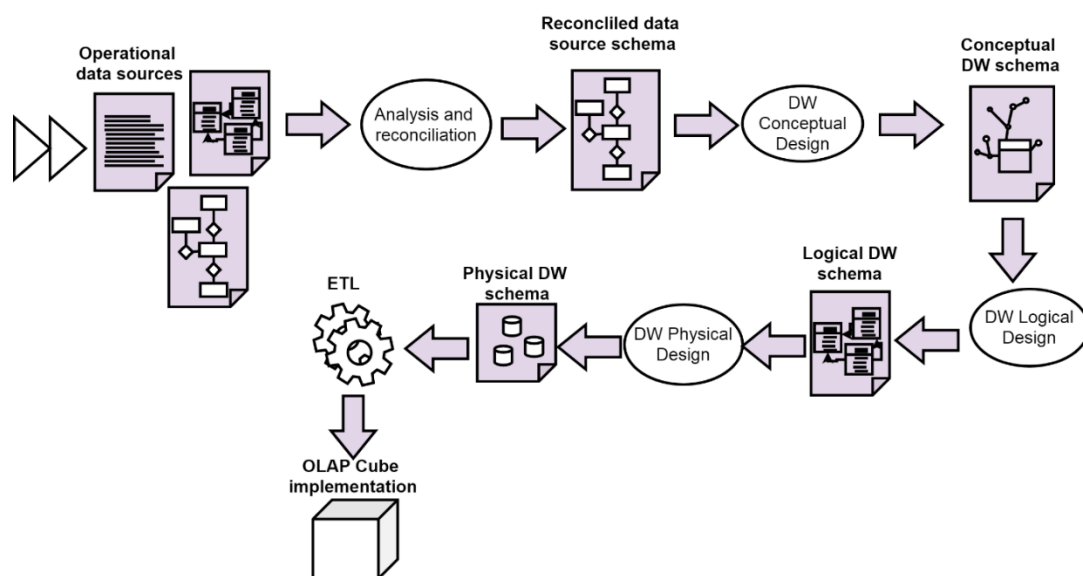 Operational
data sources
Analysis and
reconciliation
Reconcliled data
source schema
DW
Conceptual
Design
Conceptual
DW schema
DW Logical
Design
Logical DW
schema
DW Physical
Design
Physical DW
schema
ETL
OLAP Cube
implementation